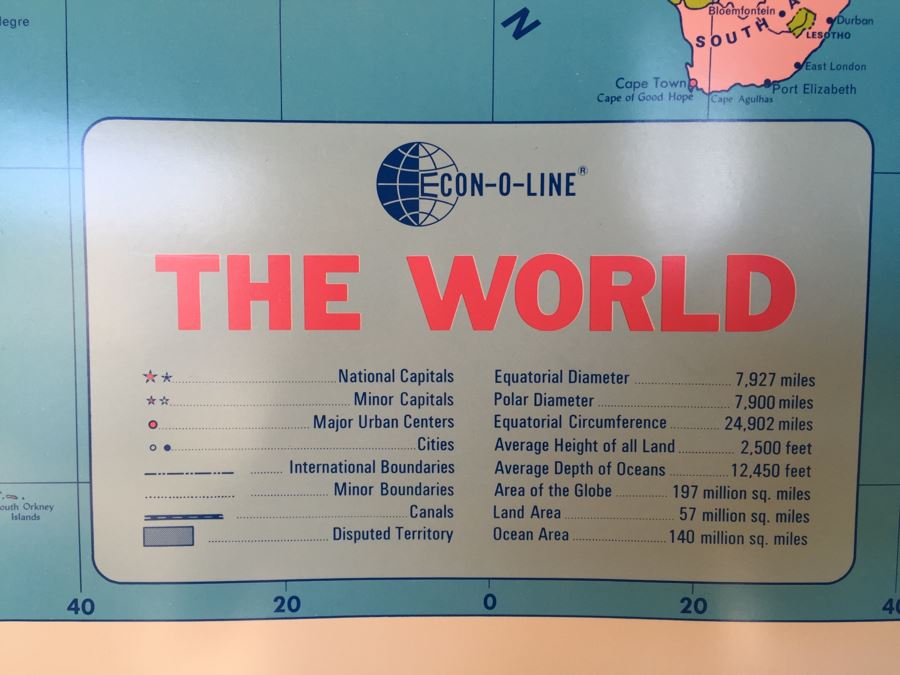 legre
N
Bloemfontein
Durban
SOUTH A
LESOTHO
East London
Cape Town
Port Elizabeth
Cape of Good Hope
Cape Agulhas
ECON-O-LINE®
THE WORLD
National Capitals
Minor Capitals
Major Urban Centers
Cities
International Boundaries
Minor Boundaries
Canals
Disputed Territory
Equatorial Diameter 7,927 miles
Polar Diameter 7,900 miles
Equatorial Circumference 24,902 miles
Average Height of all Land 2,500 feet
Average Depth of Oceans 12,450 feet
Area of the Globe 197 million sq. miles
Land Area 57 million sq. miles
Ocean Area 140 million sq. miles
outh Orkney
Islands
40 20 0 20 40